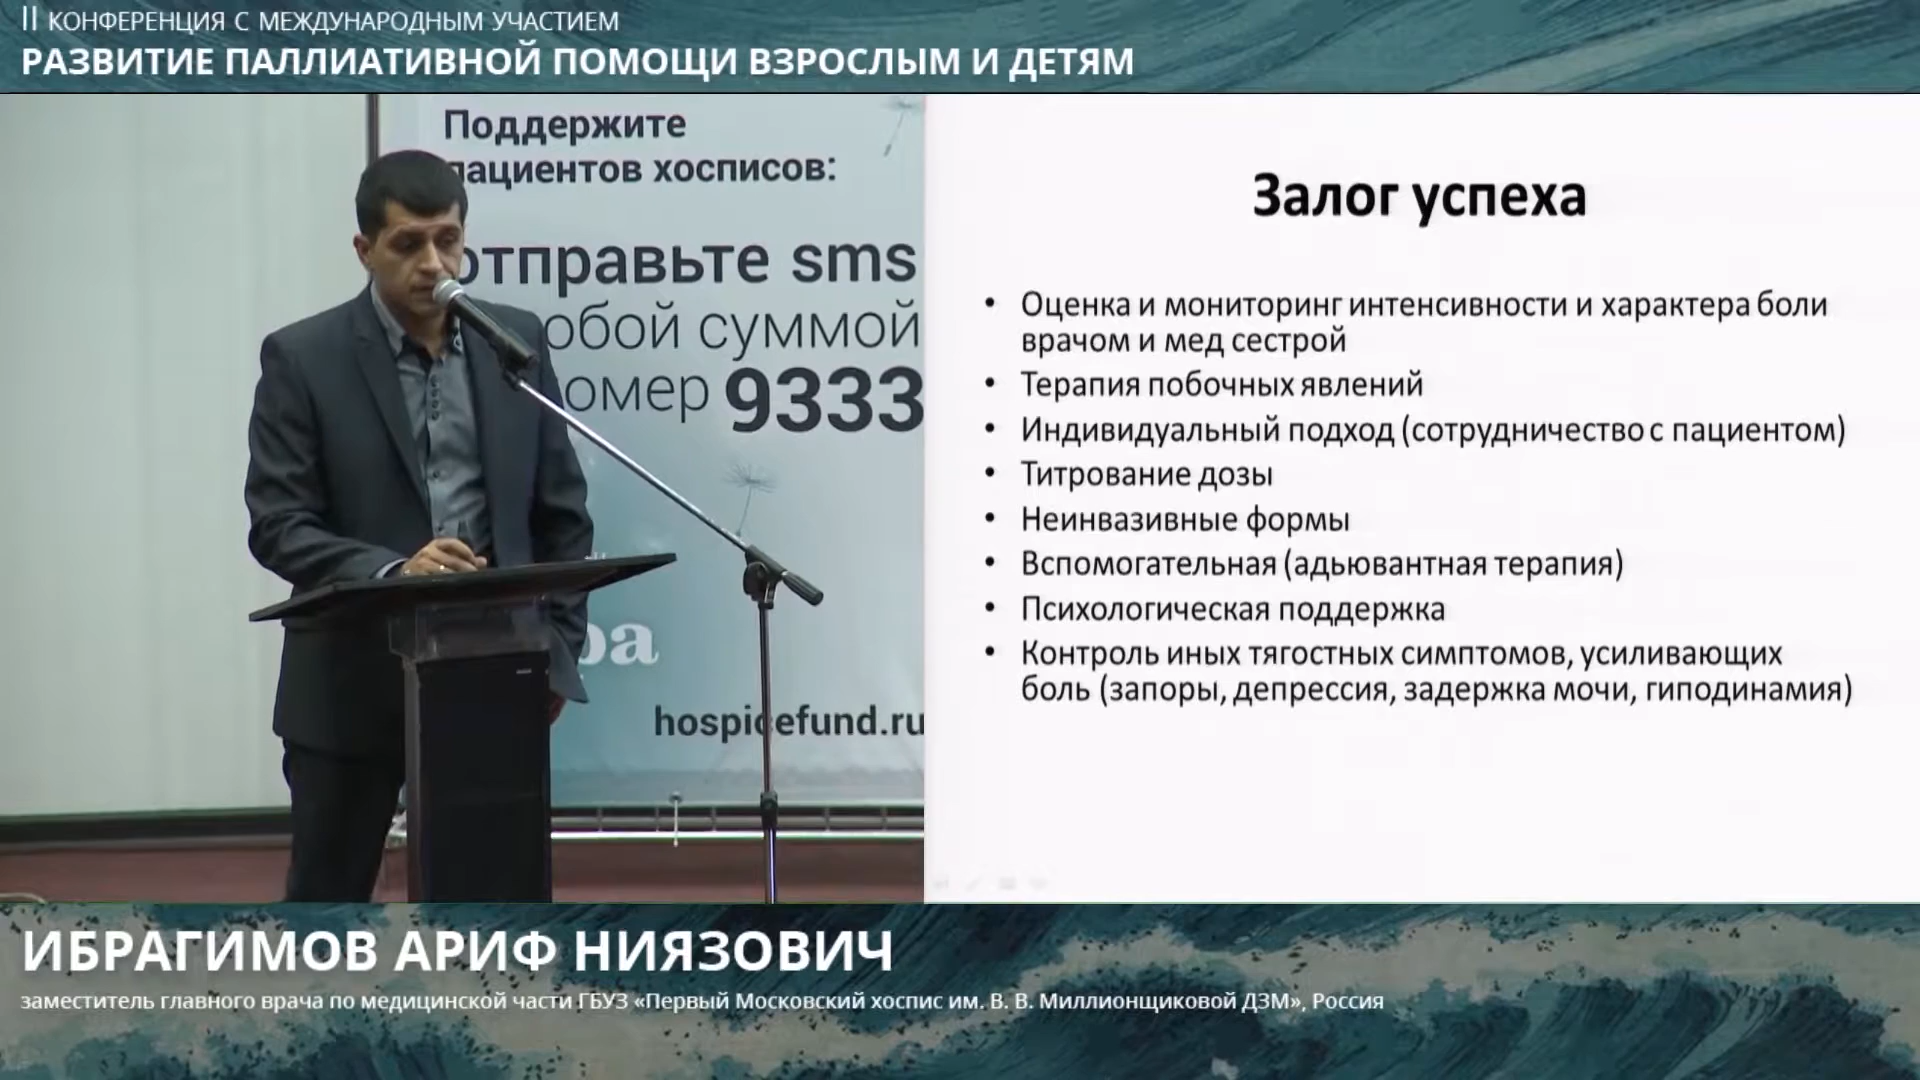 II КОНФЕРЕНЦИЯ С МЕЖДУНАРОДНЫМ УЧАСТИЕМ
РАЗВИТИЕ ПАЛЛИАТИВНОЙ ПОМОЩИ ВЗРОСЛЫМ И ДЕТЯМ
Поддержите
пациентов хосписов:
отправьте sms
обой суммой
омер 9333
ра
hospicefund.ru
Залог успеха
• Оценка и мониторинг интенсивности и характера боли
врачом и мед сестрой
• Терапия побочных явлений
• Индивидуальный подход (сотрудничество с пациентом)
• Титрование дозы
• Неинвазивные формы
• Вспомогательная (адьювантная терапия)
• Психологическая поддержка
• Контроль иных тягостных симптомов, усиливающих
боль (запоры, депрессия, задержка мочи, гиподинамия)
ИБРАГИМОВ АРИФ НИЯЗОВИЧ
заместитель главного врача по медицинской части ГБУЗ «Первый Московский хоспис им. В. В. Миллионщиковой ДЗМ», Россия